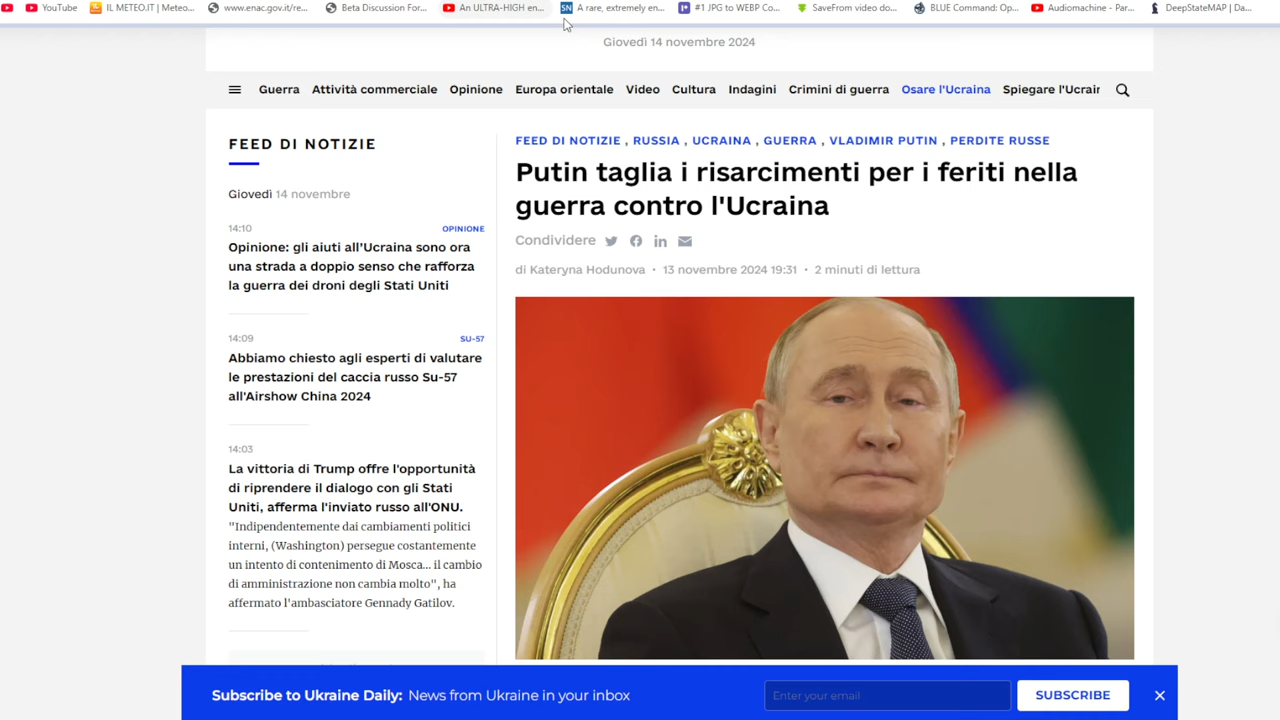 YouTube
IL METEO.IT | Meteo...
www.enac.gov.it/re...
Beta Discussion For...
An ULTRA-HIGH en...
SN A rare, extremely en...
#1 JPG to WEBP Co...
SaveFrom video do...
BLUE Command: Op...
Audiomachine - Par...
DeepStateMAP | Da...
Giovedì 14 novembre 2024
Guerra Attività commerciale Opinione Europa orientale Video Cultura Indagini Crimini di guerra Osare l'Ucraina Spiegare l'Ucrair
FEED DI NOTIZIE
Giovedì 14 novembre
14:10 OPINIONE
Opinione: gli aiuti all'Ucraina sono ora
una strada a doppio senso che rafforza
la guerra dei droni degli Stati Uniti
14:09 SU-57
Abbiamo chiesto agli esperti di valutare
le prestazioni del caccia russo Su-57
all'Airshow China 2024
14:03
La vittoria di Trump offre l'opportunità
di riprendere il dialogo con gli Stati
Uniti, afferma l'inviato russo all'ONU.
"Indipendentemente dai cambiamenti politici
interni, (Washington) persegue costantemente
un intento di contenimento di Mosca... il cambio
di amministrazione non cambia molto", ha
affermato l'ambasciatore Gennady Gatilov.
FEED DI NOTIZIE , RUSSIA , UCRAINA , GUERRA , VLADIMIR PUTIN , PERDITE RUSSE
Putin taglia i risarcimenti per i feriti nella
guerra contro l'Ucraina
Condividere
di Kateryna Hodunova • 13 novembre 2024 19:31 • 2 minuti di lettura
Subscribe to Ukraine Daily: News from Ukraine in your inbox
Enter your email
SUBSCRIBE